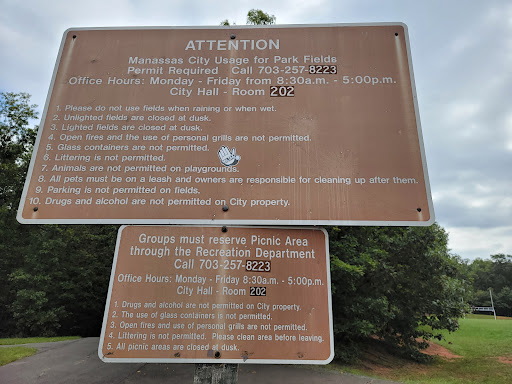 ATTENTION
Manassas City Usage for Park Fields
Permit Required Call 703-257-8223
Office Hours: Monday - Friday from 8:30a.m. - 5:00p.m.
City Hall - Room 202
1. Please do not use fields when raining or when wet.
2. Unlighted fields are closed at dusk.
3. Lighted fields are closed at dusk.
4. Open fires and the use of personal grills are not permitted.
5. Glass containers are not permitted.
6. Littering is not permitted.
7. Animals are not permitted on playgrounds.
8. All pets must be on a leash and owners are responsible for cleaning up after them.
9. Parking is not permitted on fields.
10. Drugs and alcohol are not permitted on City property.
Groups must reserve Picnic Area
through the Recreation Department
Call 703-257-8223
Office Hours: Monday - Friday 8:30a.m. - 5:00p.m.
City Hall - Room 202
1. Drugs and alcohol are not permitted on City property.
2. The use of glass containers is not permitted.
3. Open fires and use of personal grills are not permitted.
4. Littering is not permitted. Please clean area before leaving.
5. All picnic areas are closed at dusk.